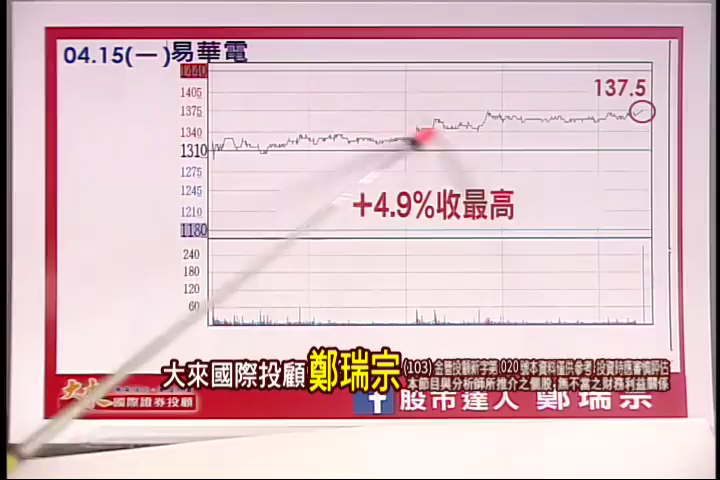 04.15(一)易華電
1405
1375
1340
1310
1275
1245
1210
1180
240
180
120
60
137.5
+4.9%收最高
大來國際投顧 鄭瑞宗
(103)金管投顧新字第020號本資料僅供參考,投資時應審慎評估
本節目與分析師所推介之個股,無不當之財務利益關係
大來
國際證券投顧
f 股市達人 鄭瑞宗